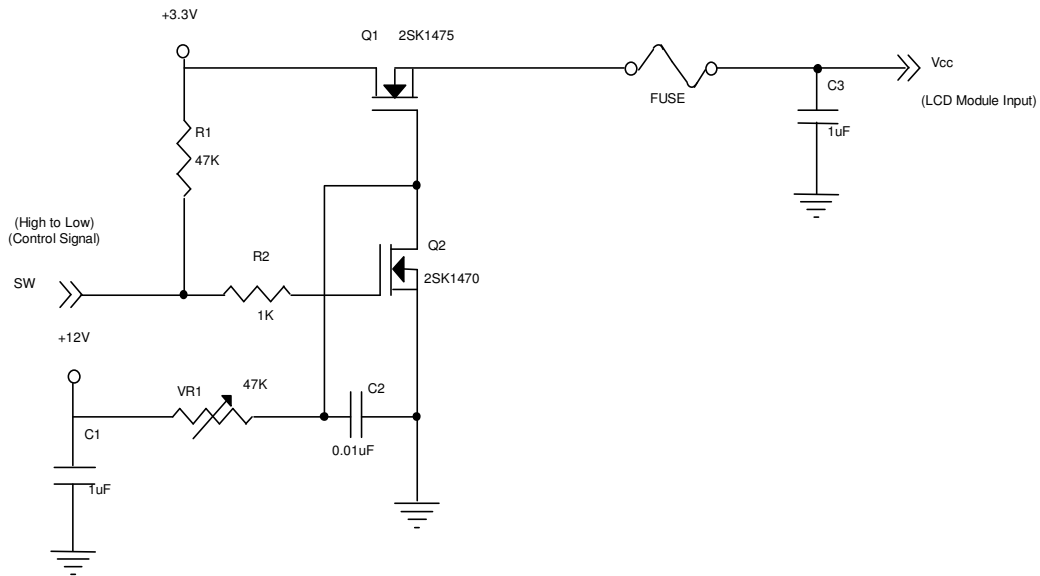 +3.3V
Q1 2SK1475
Vcc
FUSE
C3
(LCD Module Input)
1uF
R1
47K
(High to Low)
(Control Signal)
Q2
R2
2SK1470
SW
1K
+12V
VR1
47K
C2
C1
0.01uF
1uF